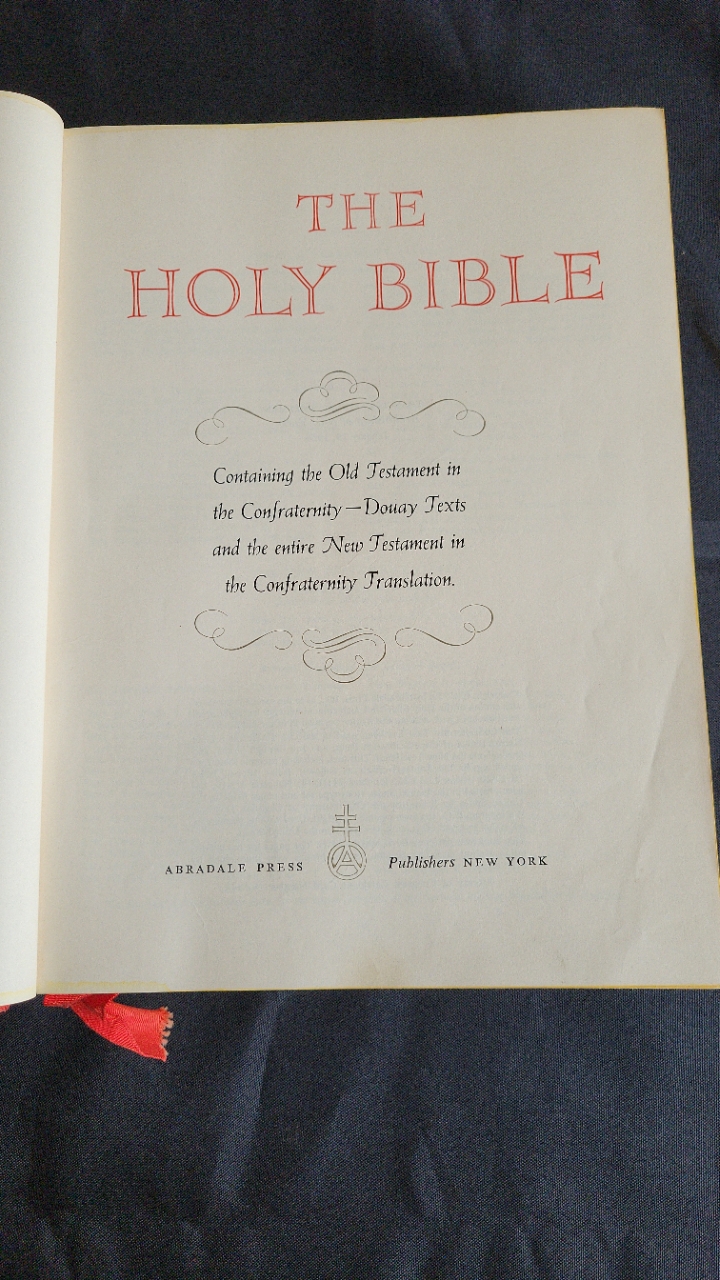 THE
HOLY BIBLE
Containing the Old Testament in
the Confraternity—Douay Texts
and the entire New Testament in
the Confraternity Translation.
ABRADALE PRESS A Publishers NEW YORK